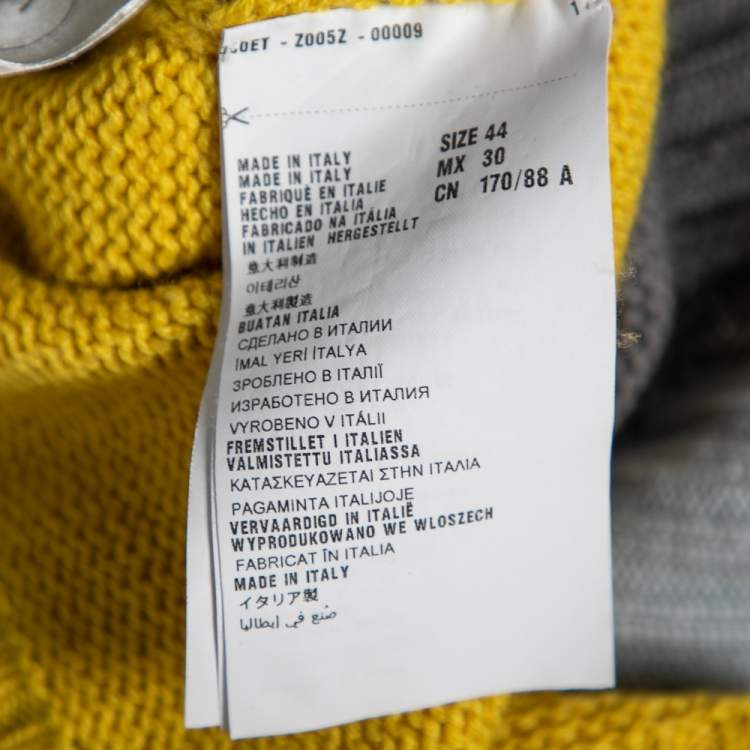 - Z005Z - 00009
MADE IN ITALY
MADE IN ITALY
FABRIQUÈ EN ITALIE
HECHO EN ITALIA
FABRICADO NA ITÁLIA
IN ITALIEN HERGESTELLT
意大利制造
이테리산
意大利製造
BUATAN ITALIA
СДЕЛАНО В ИТАЛИИ
İMAL YERİ İTALYA
ЗРОБЛЕНО В ІТАЛІЇ
ИЗРАБОТЕНО В ИТАЛИЯ
VYROBENO V ITÁLII
FREMSTILLET I ITALIEN
VALMISTETTU ITALIASSA
ΚΑΤΑΣΚΕΥΑΖΕΤΑΙ ΣΤΗΝ ΙΤΑΛΙΑ
PAGAMINTA ITALIJOJE
VERVAARDIGD IN ITALIË
WYPRODUKOWANO WE WLOSZECH
FABRICAT ÎN ITALIA
MADE IN ITALY
イタリア製
صُنع في ايطاليا
SIZE 44
MX 30
CN 170/88 A